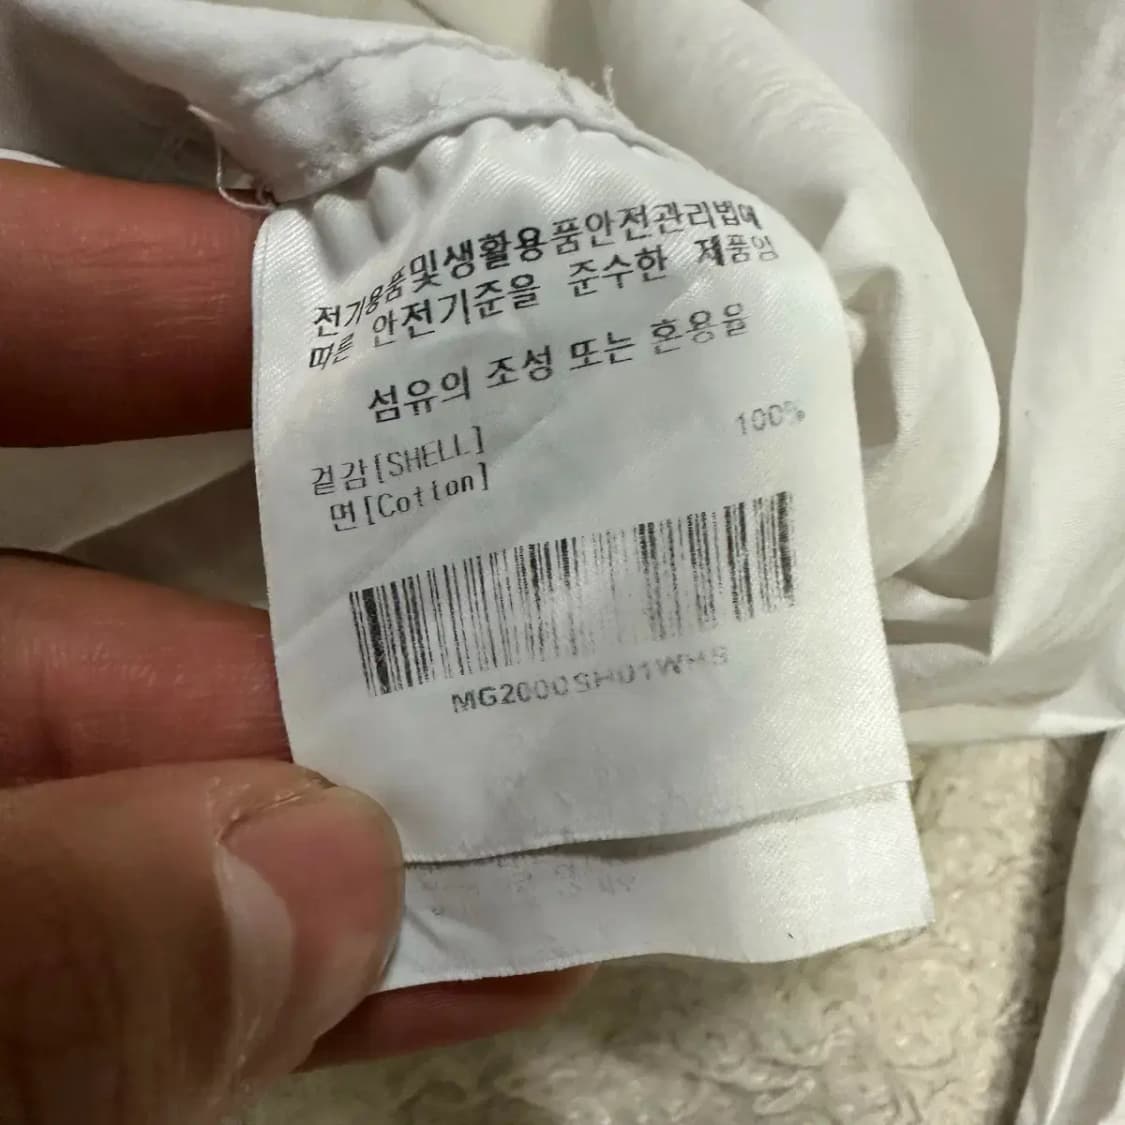 전기용품및생활용품안전관리법에
따른 안전기준을 준수한 제품임
섬유의 조성 또는 혼용율
겉감[SHELL]
면[Cotton] 100%
MG2000SH01WHS